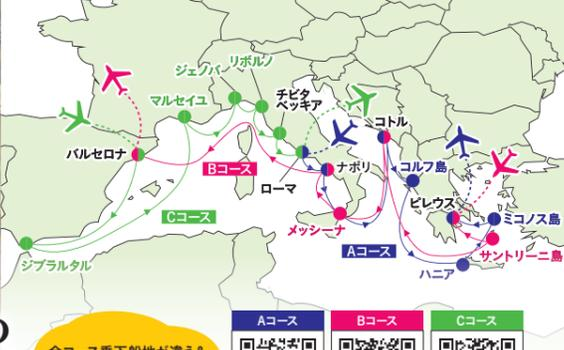 ジェノバ
リボルノ
マルセイユ
チビタ
ベッキア
コトル
バルセロナ
Bコース
ローマ
ナポリ
コルフ島
ピレウス
Cコース
メッシーナ
ミコノス島
Aコース
サントリーニ島
ジブラルタル
ハニア
Aコース
Bコース
Cコース